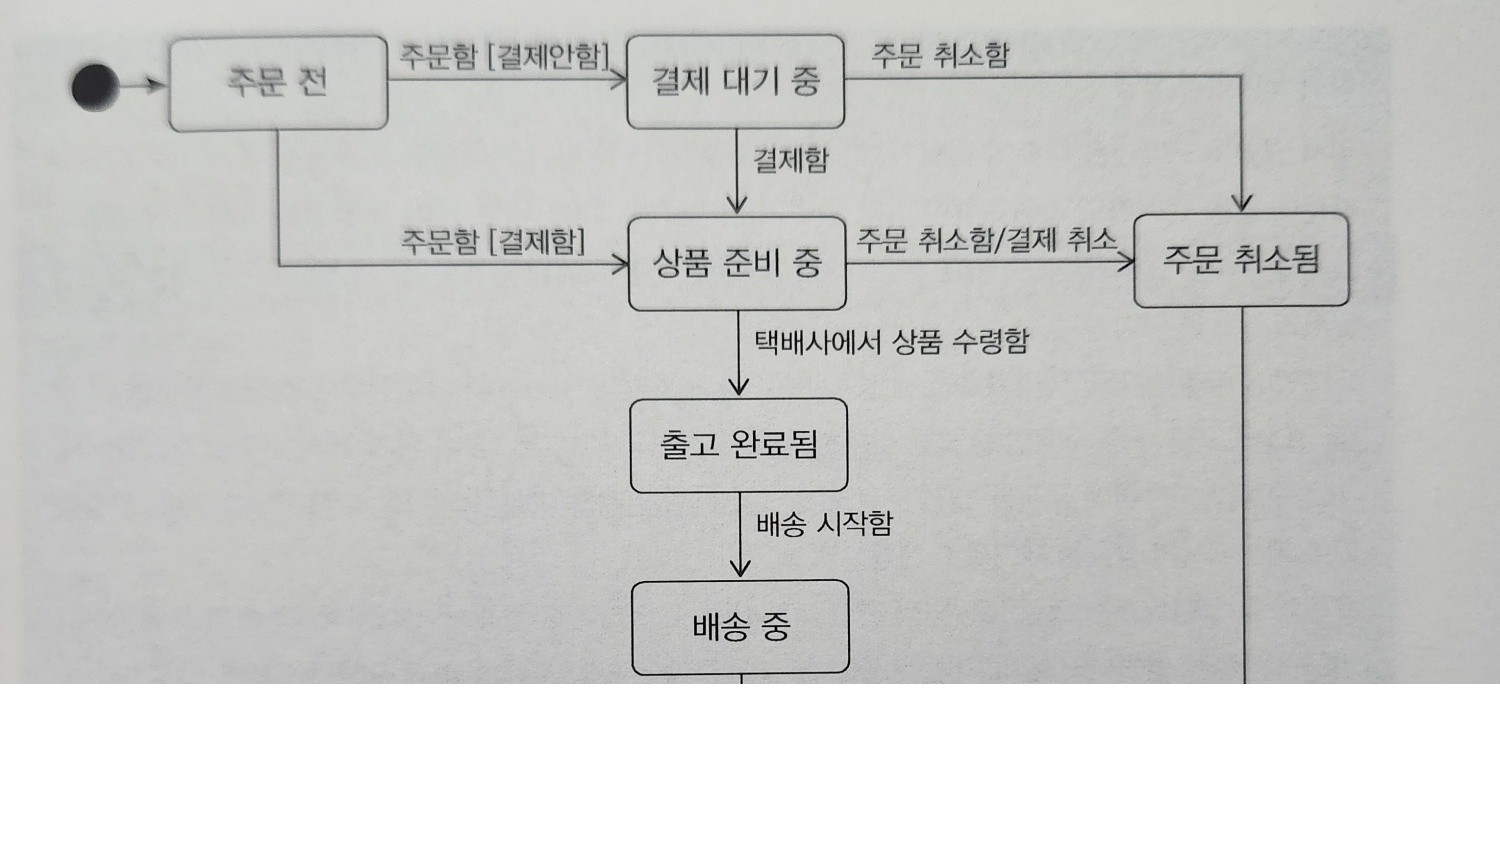 주문 전
주문함 [결제안함]
결제 대기 중
주문 취소함
결제함
주문함 [결제함]
상품 준비 중
주문 취소함/결제 취소
주문 취소됨
택배사에서 상품 수령함
출고 완료됨
배송 시작함
배송 중